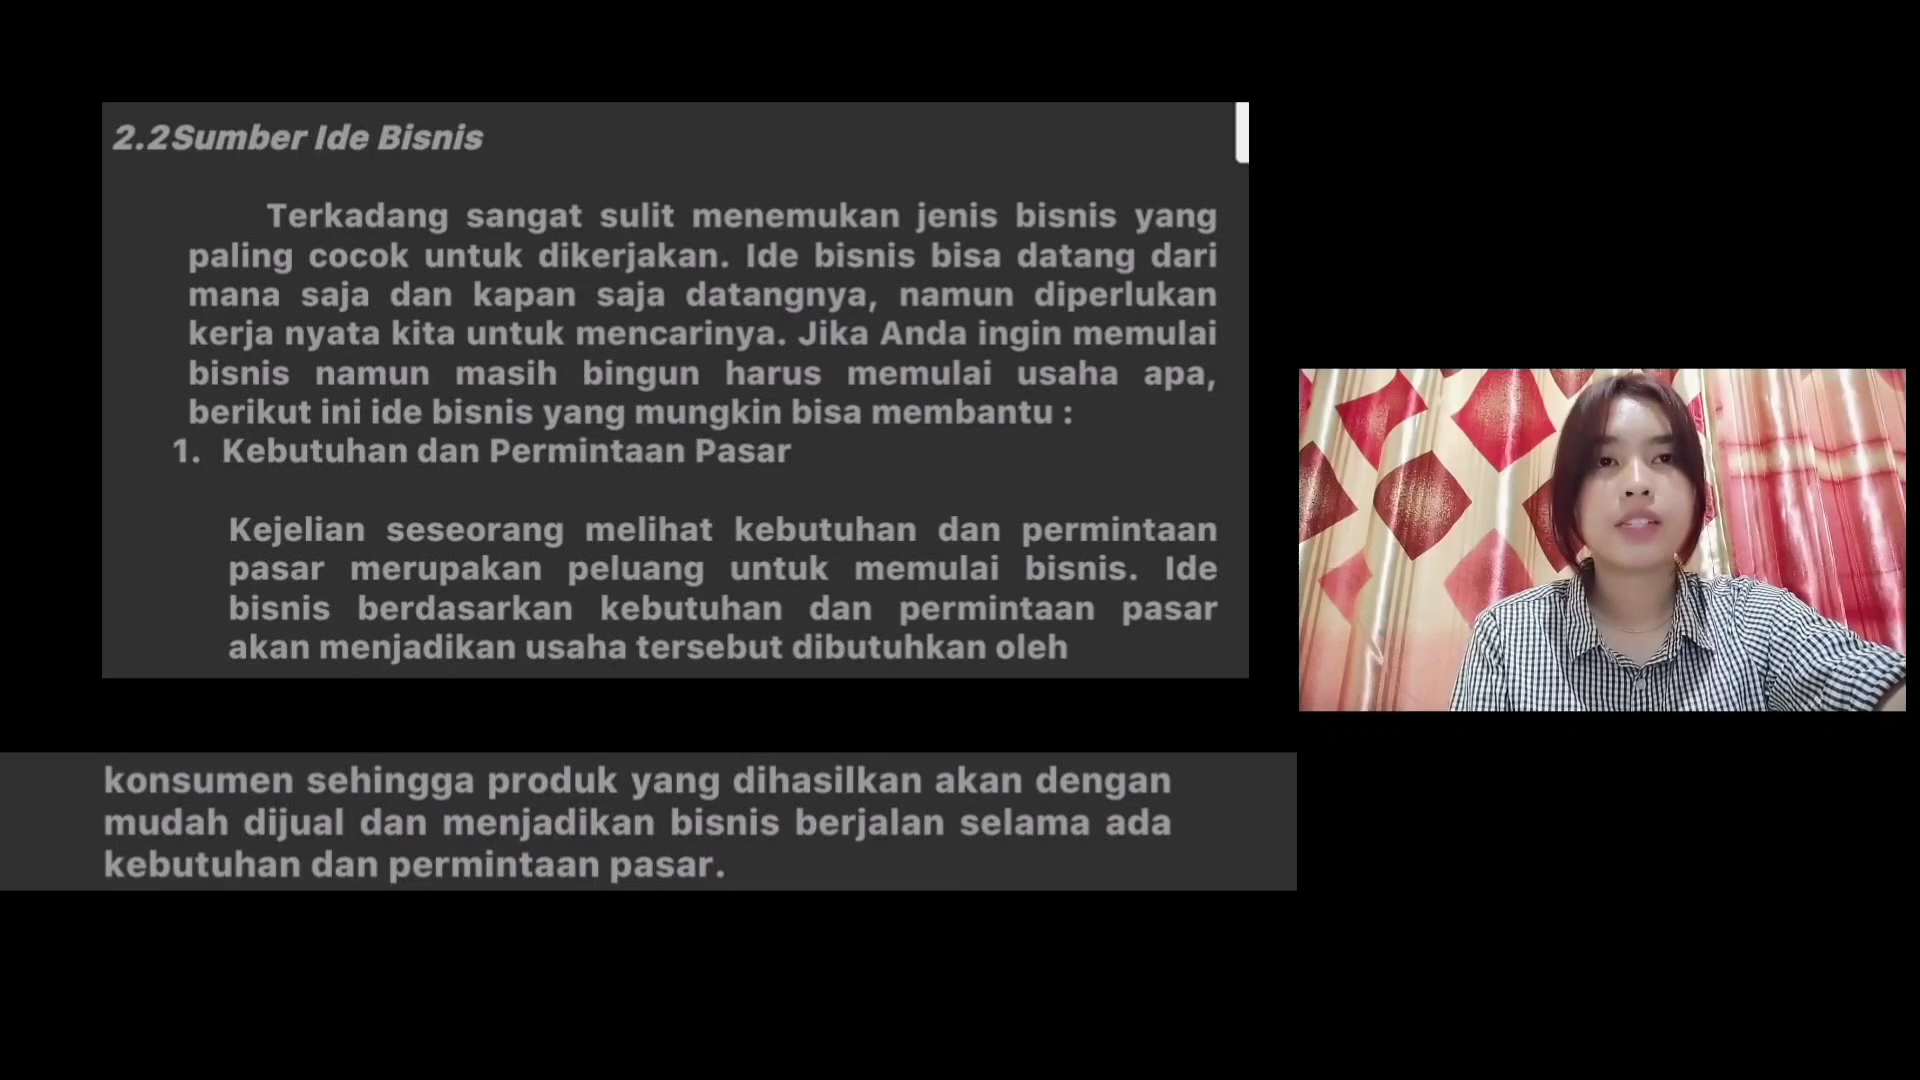 2.2Sumber Ide Bisnis
Terkadang sangat sulit menemukan jenis bisnis yang
paling cocok untuk dikerjakan. Ide bisnis bisa datang dari
mana saja dan kapan saja datangnya, namun diperlukan
kerja nyata kita untuk mencarinya. Jika Anda ingin memulai
bisnis namun masih bingun harus memulai usaha apa,
berikut ini ide bisnis yang mungkin bisa membantu :
1. Kebutuhan dan Permintaan Pasar
Kejelian seseorang melihat kebutuhan dan permintaan
pasar merupakan peluang untuk memulai bisnis. Ide
bisnis berdasarkan kebutuhan dan permintaan pasar
akan menjadikan usaha tersebut dibutuhkan oleh
konsumen sehingga produk yang dihasilkan akan dengan
mudah dijual dan menjadikan bisnis berjalan selama ada
kebutuhan dan permintaan pasar.